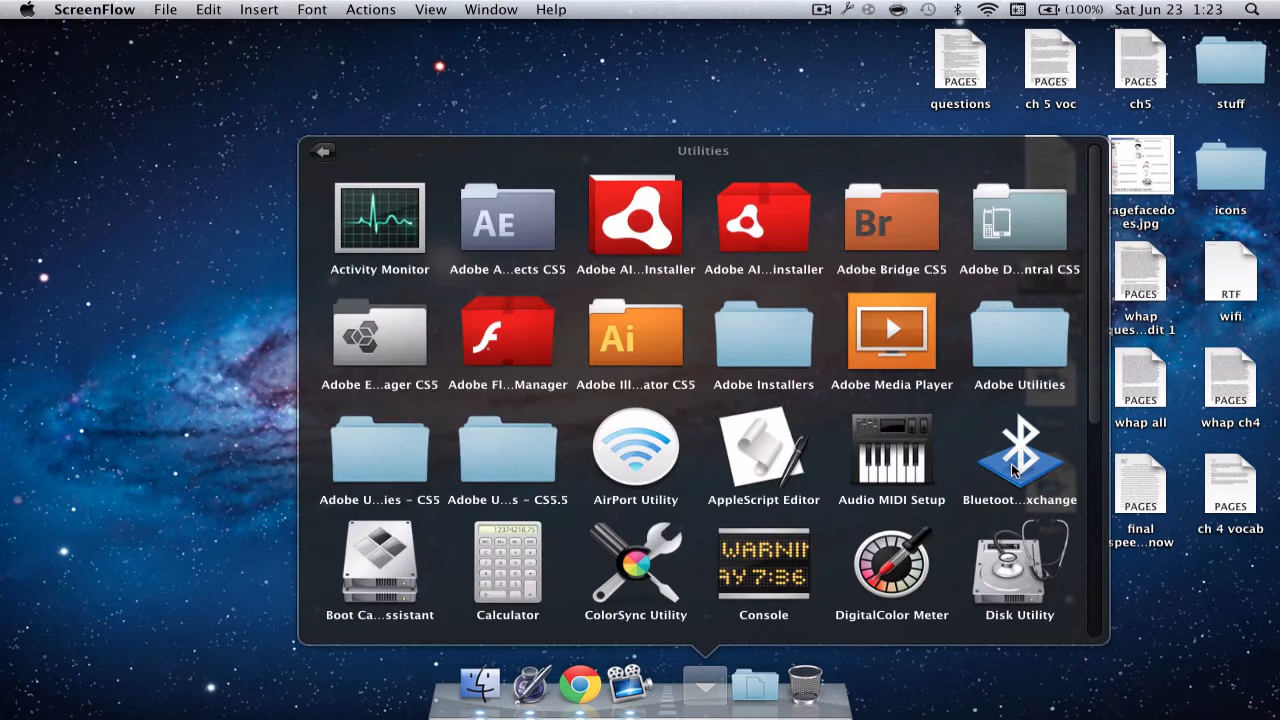 ScreenFlow File Edit Insert Font Actions View Window Help (100%) Sat Jun 23 1:23
PAGES PAGES PAGES
questions ch 5 voc ch5 stuff
Utilities
Activity Monitor Adobe A...ects CS5 Adobe AI...Installer Adobe AI...installer Adobe Bridge CS5 Adobe D...ntral CS5
AE Br
ragefacedo
es.jpg
icons
Adobe E...ager CS5 Adobe Fl...Manager Adobe Ill...ator CS5 Adobe Installers Adobe Media Player Adobe Utilities
Ai
PAGES RTF
whap
ques...dit 1
wifi
Adobe U...ies – CS5 Adobe U...s – CS5.5 AirPort Utility AppleScript Editor Audio MIDI Setup Bluetoot...xchange
PAGES PAGES
whap all whap ch4
12374218.75
WARNIN
AY 7:36
Boot Ca...ssistant Calculator ColorSync Utility Console DigitalColor Meter Disk Utility
PAGES PAGES
final
spee...now
ch 4 vocab